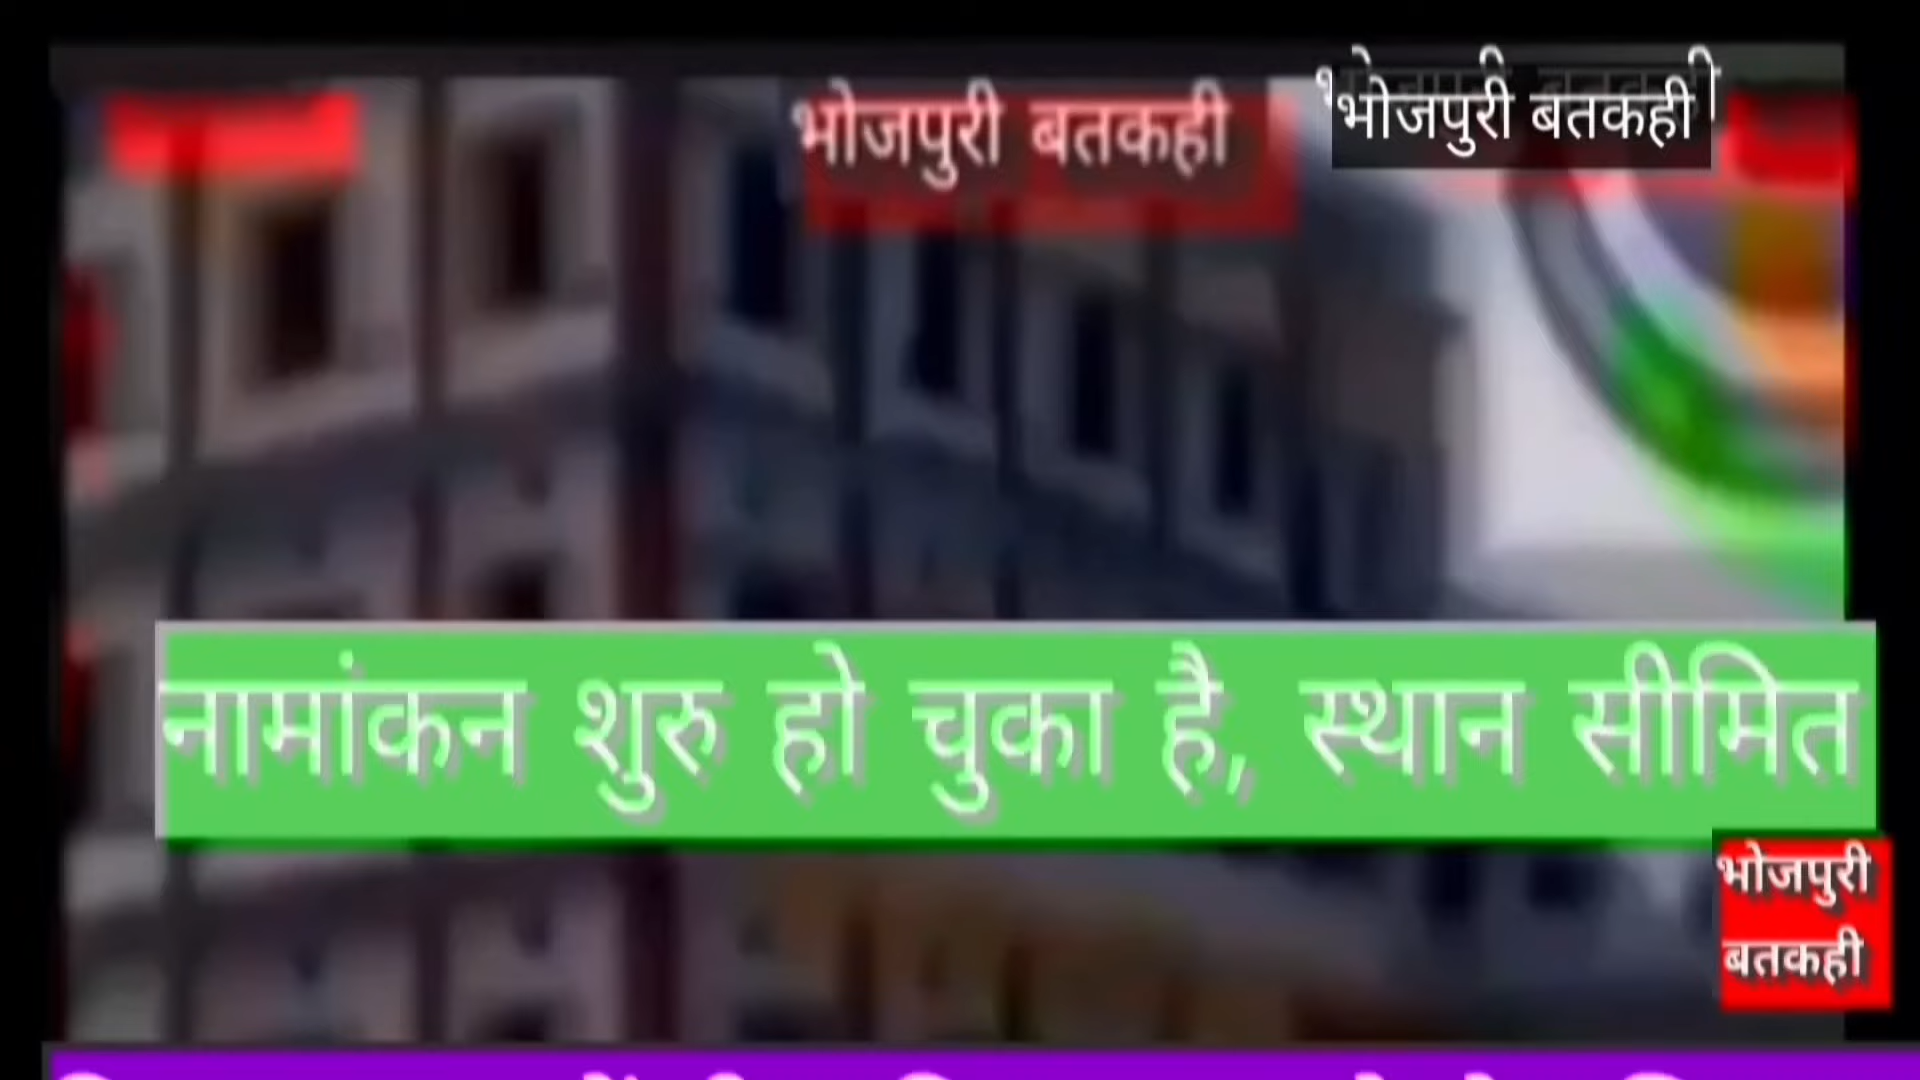 भोजपुरी बतकही
भोजपुरी बतकही
नामांकन शुरु हो चुका है, स्थान सीमित
भोजपुरी
बतकही